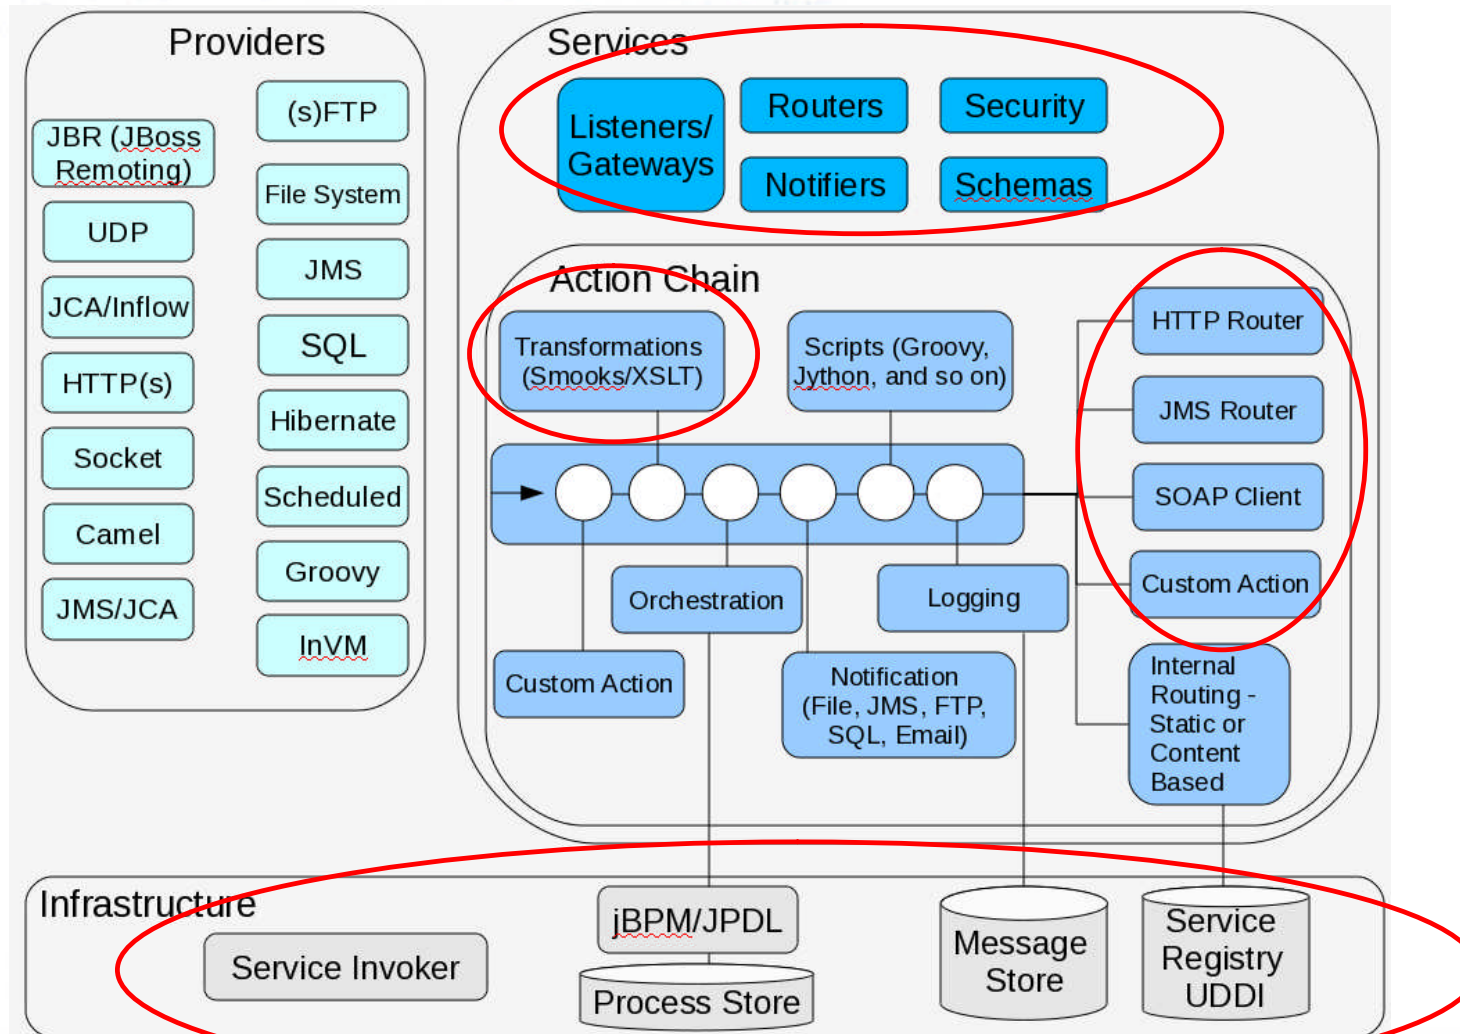 Providers
JBR (JBoss
Remoting)
UDP
JCA/Inflow
HTTP(s)
Socket
Camel
JMS/JCA
(s)FTP
File System
JMS
SQL
Hibernate
Scheduled
Groovy
InVM
Services
Listeners/
Gateways
Routers
Security
Notifiers
Schemas
Action Chain
Transformations
(Smooks/XSLT)
Scripts (Groovy,
Jython, and so on)
HTTP Router
JMS Router
SOAP Client
Custom Action
Orchestration
Logging
Custom Action
Notification
(File, JMS, FTP,
SQL, Email)
Internal
Routing -
Static or
Content
Based
Infrastructure
Service Invoker
jBPM/JPDL
Process Store
Message
Store
Service
Registry
UDDI